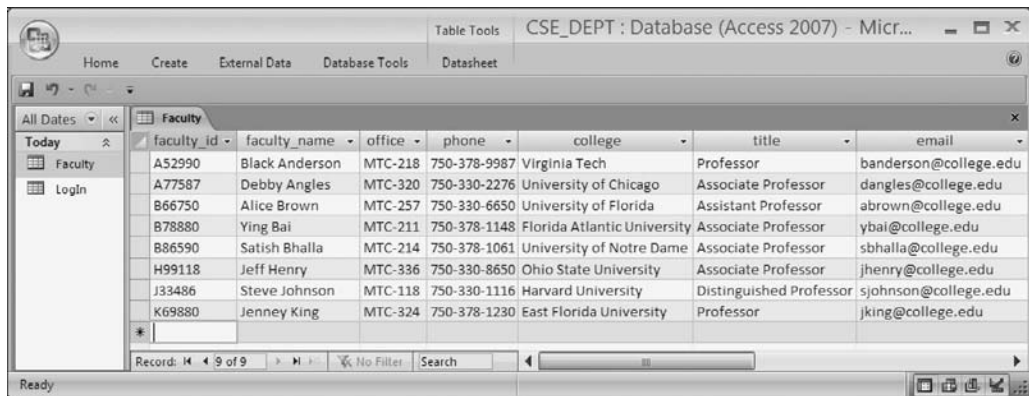 Table Tools CSE_DEPT : Database (Access 2007) - Micr...
Home Create External Data Database Tools Datasheet
All Dates Faculty
Today faculty_id faculty_name office phone college title email
Faculty A52990 Black Anderson MTC-218 750-378-9987 Virginia Tech Professor banderson@college.edu
LogIn A77587 Debby Angles MTC-320 750-330-2276 University of Chicago Associate Professor dangles@college.edu
B66750 Alice Brown MTC-257 750-330-6650 University of Florida Assistant Professor abrown@college.edu
B78880 Ying Bai MTC-211 750-378-1148 Florida Atlantic University Associate Professor ybai@college.edu
B86590 Satish Bhalla MTC-214 750-378-1061 University of Notre Dame Associate Professor sbhalla@college.edu
H99118 Jeff Henry MTC-336 750-330-8650 Ohio State University Associate Professor jhenry@college.edu
J33486 Steve Johnson MTC-118 750-330-1116 Harvard University Distinguished Professor sjohnson@college.edu
K69880 Jenney King MTC-324 750-378-1230 East Florida University Professor jking@college.edu
Record: 9 of 9 No Filter Search
Ready